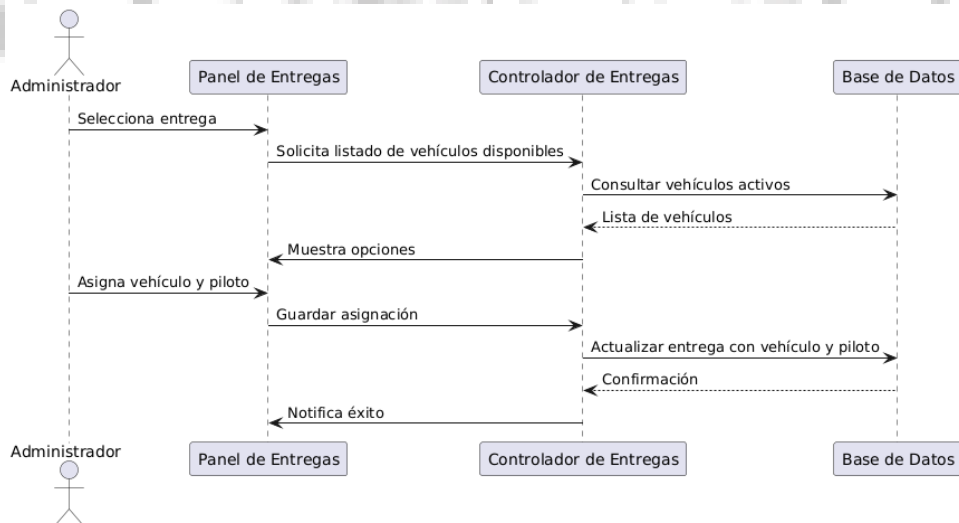 Administrador
Panel de Entregas
Controlador de Entregas
Base de Datos
Selecciona entrega
Solicita listado de vehículos disponibles
Consultar vehículos activos
Lista de vehículos
Muestra opciones
Asigna vehículo y piloto
Guardar asignación
Actualizar entrega con vehículo y piloto
Confirmación
Notifica éxito
Administrador
Panel de Entregas
Controlador de Entregas
Base de Datos